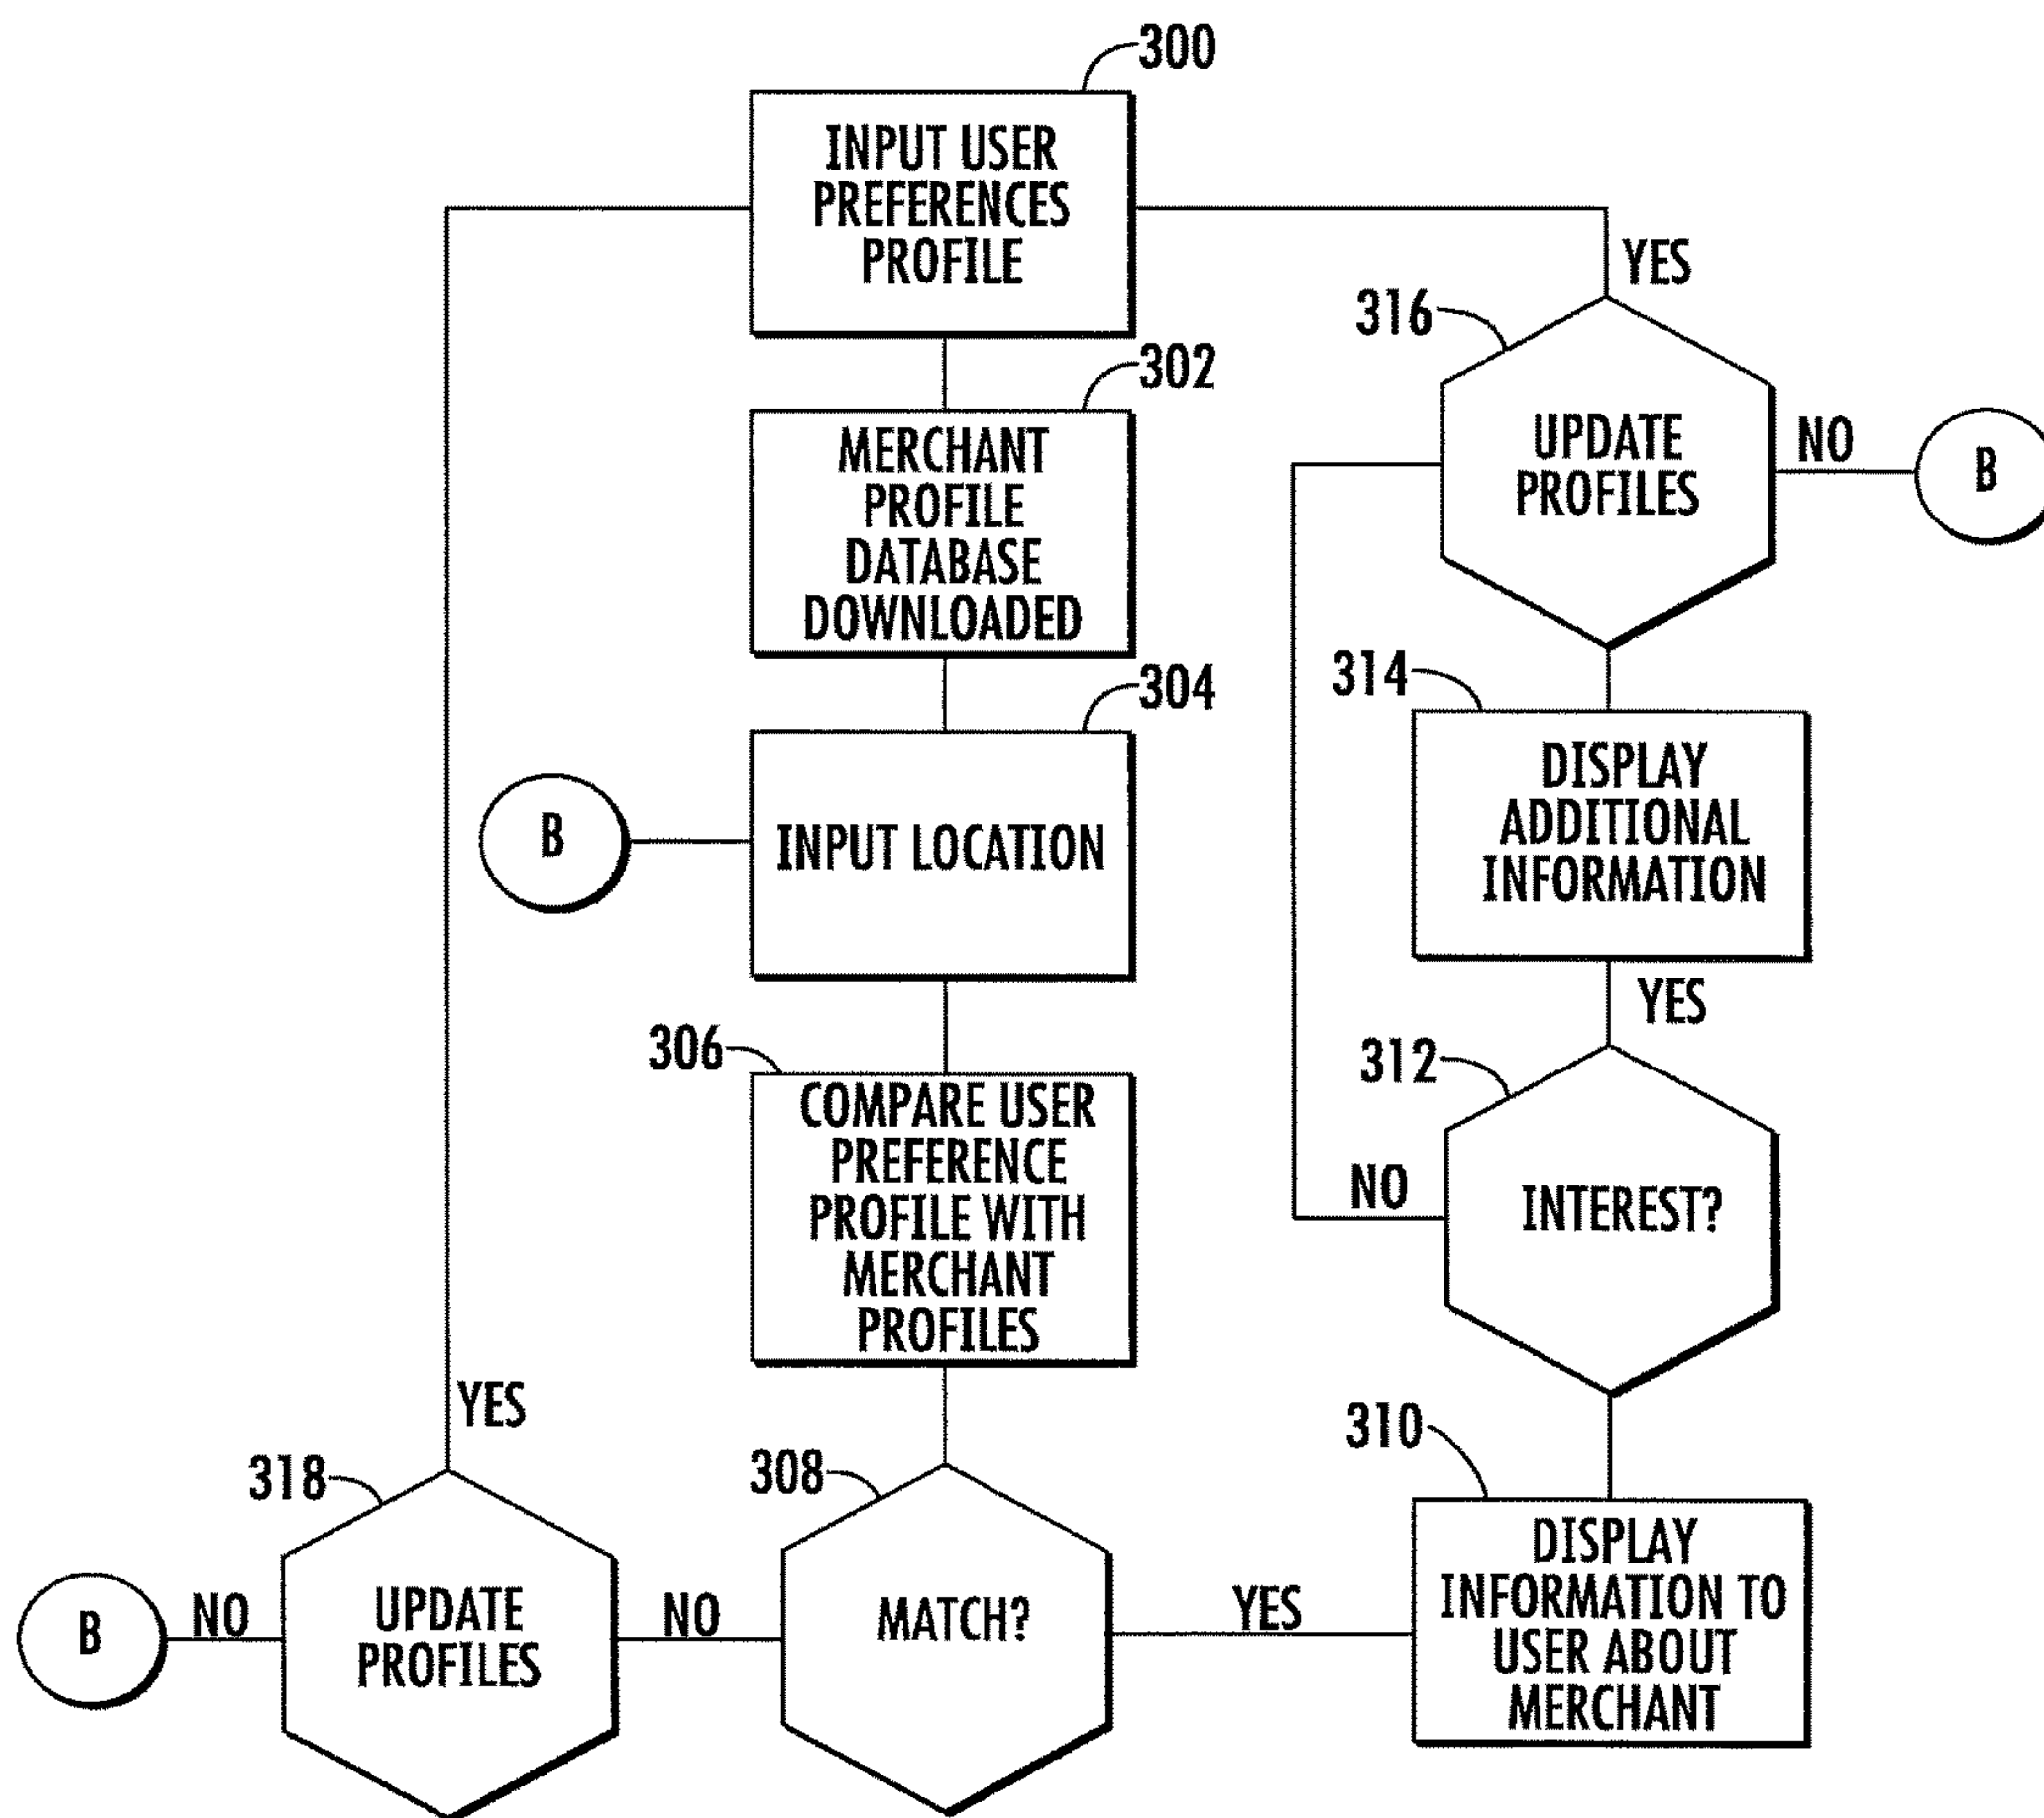 300
INPUT USER
PREFERENCES
PROFILE
YES
316
302
UPDATE
PROFILES
NO
B
MERCHANT
PROFILE
DATABASE
DOWNLOADED
314
304
DISPLAY
ADDITIONAL
INFORMATION
B
INPUT LOCATION
YES
306
312
COMPARE USER
PREFERENCE
PROFILE WITH
MERCHANT
PROFILES
NO
INTEREST?
YES
318
308
310
B
NO
UPDATE
PROFILES
NO
MATCH?
YES
DISPLAY
INFORMATION TO
USER ABOUT
MERCHANT